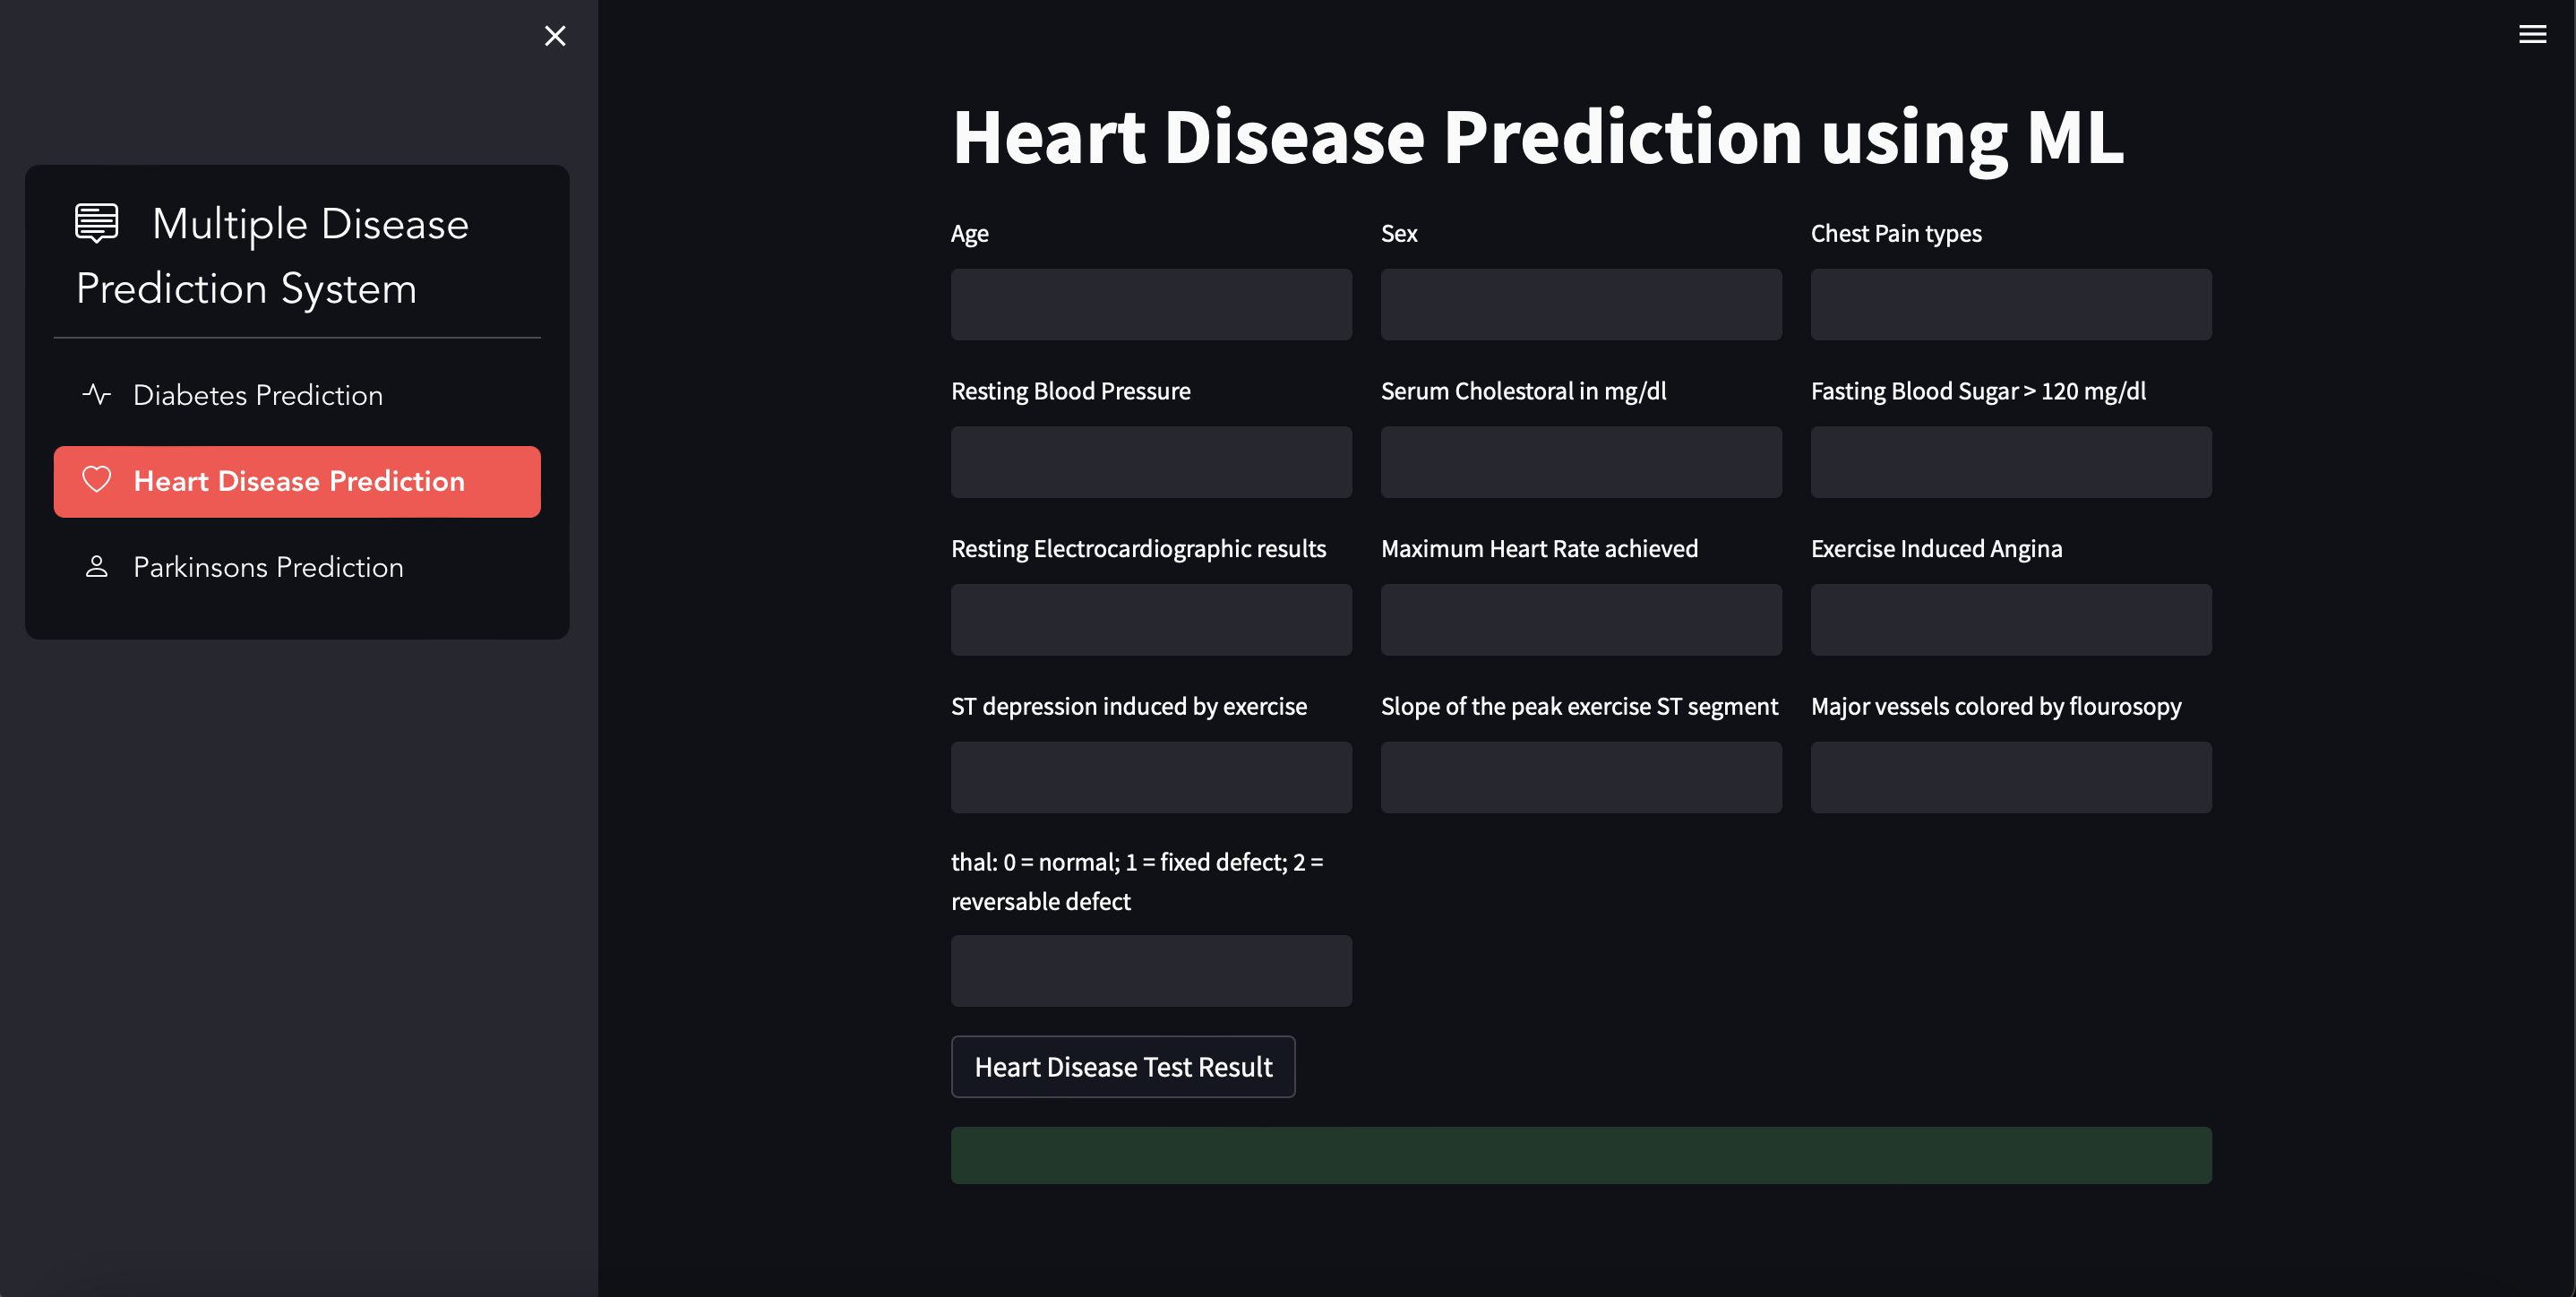 Multiple Disease
Prediction System
Diabetes Prediction
Heart Disease Prediction
Parkinsons Prediction
Heart Disease Prediction using ML
Age
Sex
Chest Pain types
Resting Blood Pressure
Serum Cholestoral in mg/dl
Fasting Blood Sugar > 120 mg/dl
Resting Electrocardiographic results
Maximum Heart Rate achieved
Exercise Induced Angina
ST depression induced by exercise
Slope of the peak exercise ST segment
Major vessels colored by flourosopy
thal: 0 = normal; 1 = fixed defect; 2 =
reversable defect
Heart Disease Test Result